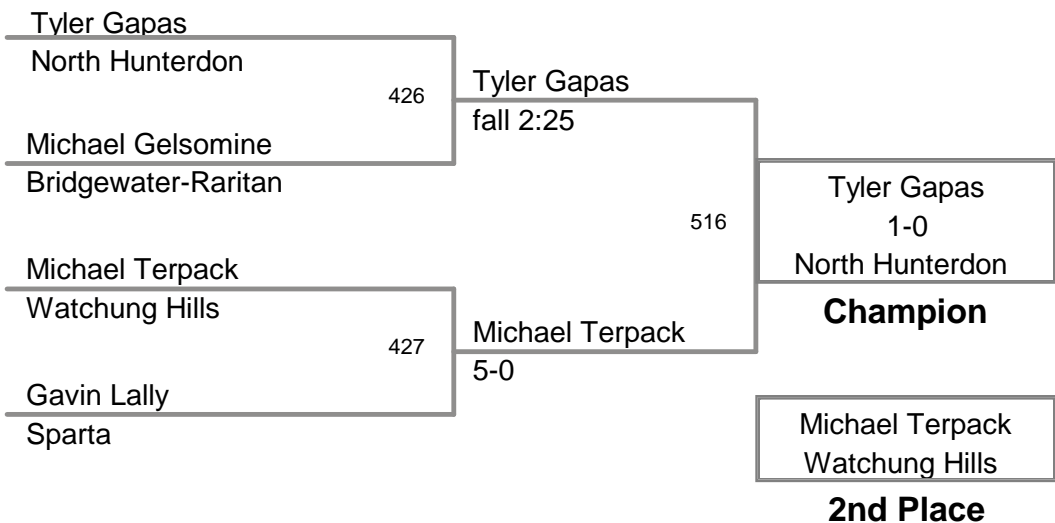 Tyler Gapas
North Hunterdon
426
Michael Gelsomine
Bridgewater-Raritan
Michael Terpack
Watchung Hills
427
Gavin Lally
Sparta
Tyler Gapas
fall 2:25
516
Michael Terpack
5-0
Tyler Gapas
1-0
North Hunterdon
Champion
Michael Terpack
Watchung Hills
2nd Place